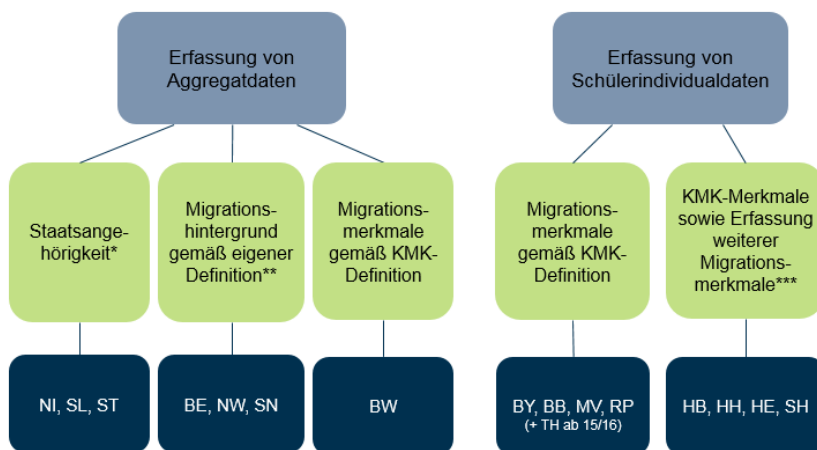 Erfassung von
Aggregatdaten
Erfassung von
Schülerindividualdaten
Staatsange-
hörigkeit*
Migrations-
hintergrund
gemäß eigener
Definition**
Migrations-
merkmale
gemäß KMK-
Definition
Migrations-
merkmale
gemäß KMK-
Definition
KMK-Merkmale
sowie Erfassung
weiterer
Migrations-
merkmale***
NI, SL, ST
BE, NW, SN
BW
BY, BB, MV, RP
(+ TH ab 15/16)
HB, HH, HE, SH